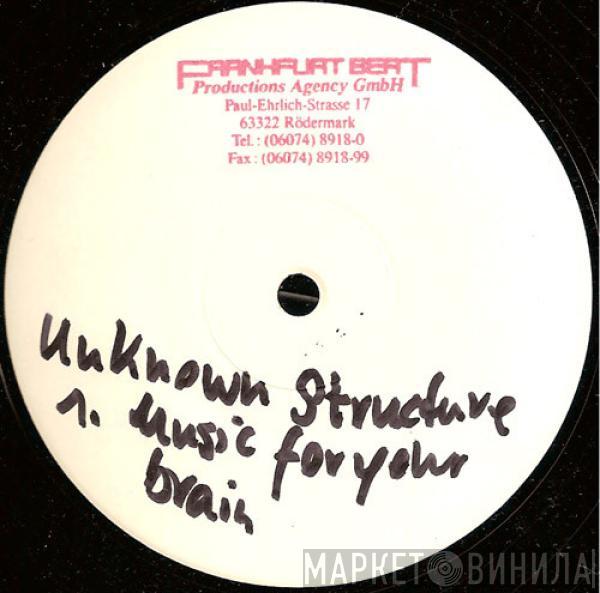 FRANKFURT BEAT
Productions Agency GmbH
Paul-Ehrlich-Strasse 17
63322 Rödermark
Tel.: (06074) 8918-0
Fax: (06074) 8918-99
Unknown Structure
1. Music for your
brain
МАРКЕТ ВИНИЛА